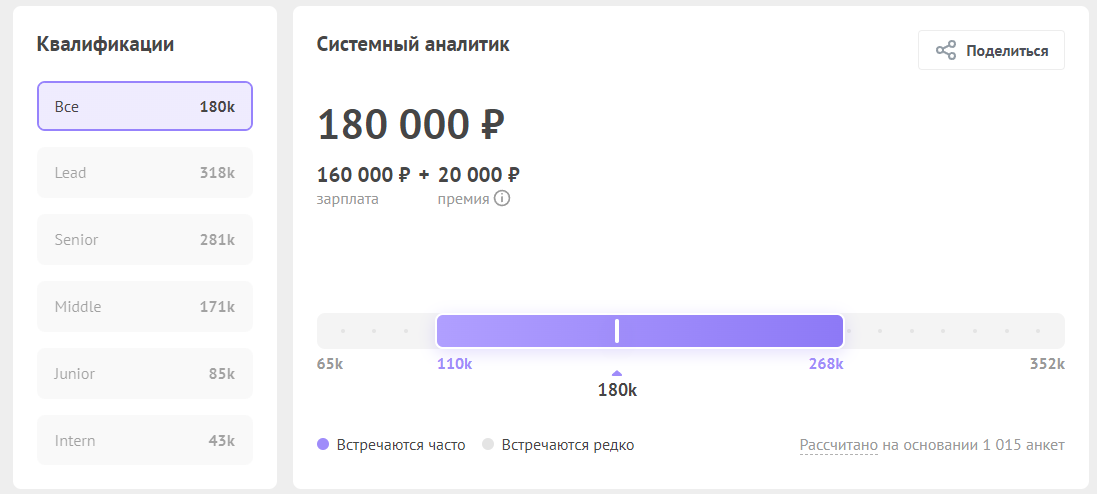 Квалификации
Все 180k
Lead 318k
Senior 281k
Middle 171k
Junior 85k
Intern 43k
Системный аналитик
Поделиться
180 000 ₽
160 000 ₽ + 20 000 ₽
зарплата премия
65k 110k 268k 352k
180k
Встречаются часто Встречаются редко
Рассчитано на основании 1 015 анкет